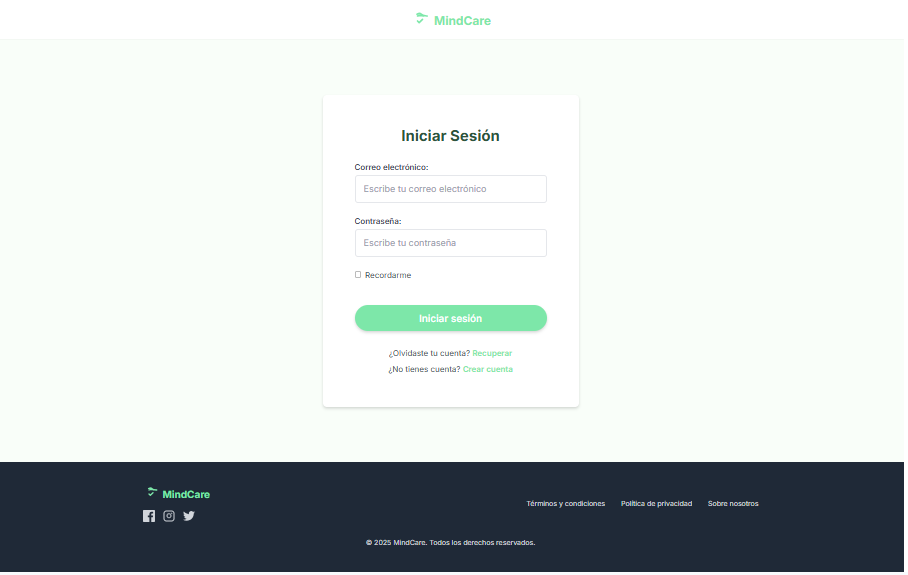 MindCare
Iniciar Sesión
Correo electrónico:
Escribe tu correo electrónico
Contraseña:
Escribe tu contraseña
Recordarme
Iniciar sesión
¿Olvidaste tu cuenta? Recuperar
¿No tienes cuenta? Crear cuenta
MindCare
Términos y condiciones Política de privacidad Sobre nosotros
© 2025 MindCare. Todos los derechos reservados.